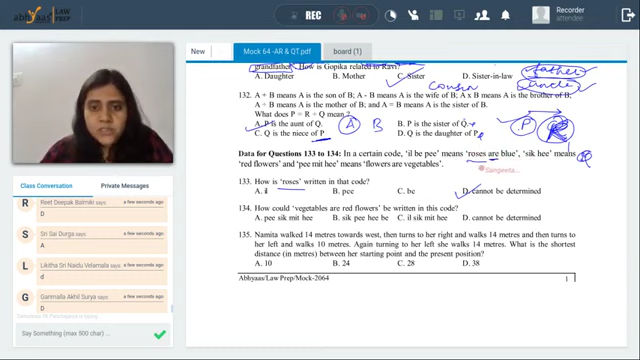 abhyaas LAW PREP
REC
RECORDER
attendee
New
Mock 64 -AR & QT.pdf
board (1)
Community
Private Messages
R Reet Deepak Balmiki says a few seconds ago
D
S Sri Sai Durga says a few seconds ago
A
L Likitha Sri Naidu Velamala says a few seconds ago
d
G Ganmalla Akhil Surya says a few seconds ago
D
Say Something (max 500 char)
grandfather'. How is Gopika related to Ravi?
A. Daughter B. Mother C. Sister D. Sister-in-law
father
Uncle
Cousin
132. A + B means A is the son of B; A - B means A is the wife of B; A x B means A is the brother of B,
A ÷ B means A is the mother of B; and A = B means A is the sister of B.
What does P = R ÷ Q mean?
A. P is the aunt of Q. B. P is the sister of Q.
C. Q is the niece of P D. Q is the daughter of P
A B
P
Q
Data for Questions 133 to 134: In a certain code, 'il be pee' means 'roses are blue', 'sik hee' means
'red flowers' and 'pee mit hee' means 'flowers are vegetables'.
Sangeeta...
133. How is 'roses' written in that code?
A. il B. pee C. be D. cannot be determined
134. How could 'vegetables are red flowers' be written in this code?
A. pee sik mit hee B. sik pee hee be C. il sik mit hee D. cannot be determined
135. Namita walked 14 metres towards west, then turns to her right and walks 14 metres and then turns to
her left and walks 10 metres. Again turning to left she walks 14 metres. What is the shortest
distance (in metres) between her starting point and the present position?
A. 10 B. 24 C. 28 D. 38
Abhyaas/Law Prep/Mock-2064 1